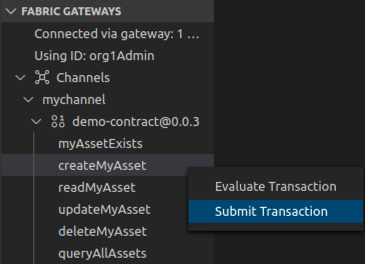 FABRIC GATEWAYS
Connected via gateway: 1 ...
Using ID: org1Admin
Channels
mychannel
demo-contract@0.0.3
myAssetExists
createMyAsset
readMyAsset
updateMyAsset
deleteMyAsset
queryAllAssets
Evaluate Transaction
Submit Transaction